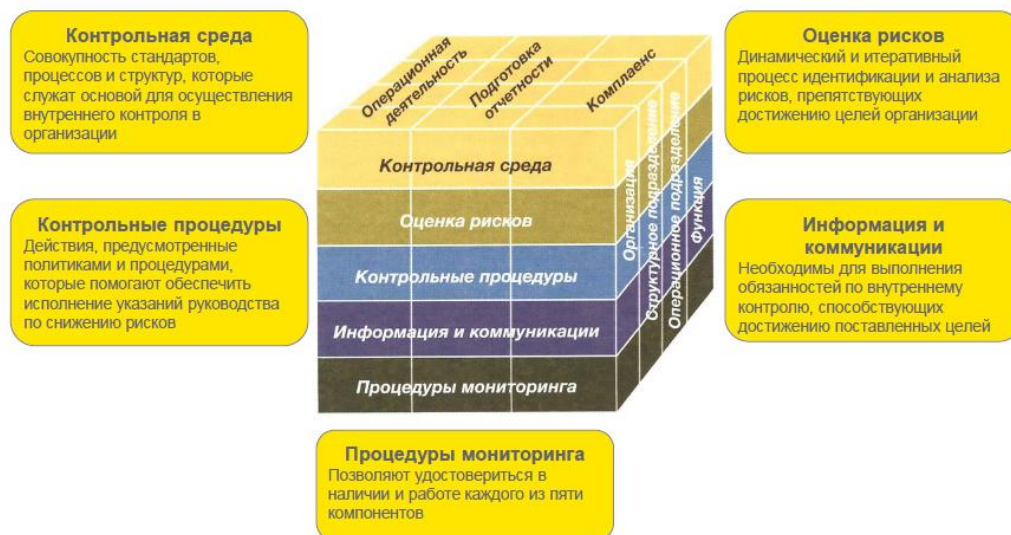 Контрольная среда
Совокупность стандартов,
процессов и структур, которые
служат основой для осуществления
внутреннего контроля в
организации
Оценка рисков
Динамический и итеративный
процесс идентификации и анализа
рисков, препятствующих
достижению целей организации
Контрольные процедуры
Действия, предусмотренные
политиками и процедурами,
которые помогают обеспечить
исполнение указаний руководства
по снижению рисков
Информация и
коммуникации
Необходимы для выполнения
обязанностей по внутреннему
контролю, способствующих
достижению поставленных целей
Операционная
деятельность
Подготовка
отчетности
Комплаенс
Контрольная среда
Оценка рисков
Контрольные процедуры
Информация и коммуникации
Процедуры мониторинга
Организация
Структурное подразделение
Операционное подразделение
Функция
Процедуры мониторинга
Позволяют удостовериться в
наличии и работе каждого из пяти
компонентов